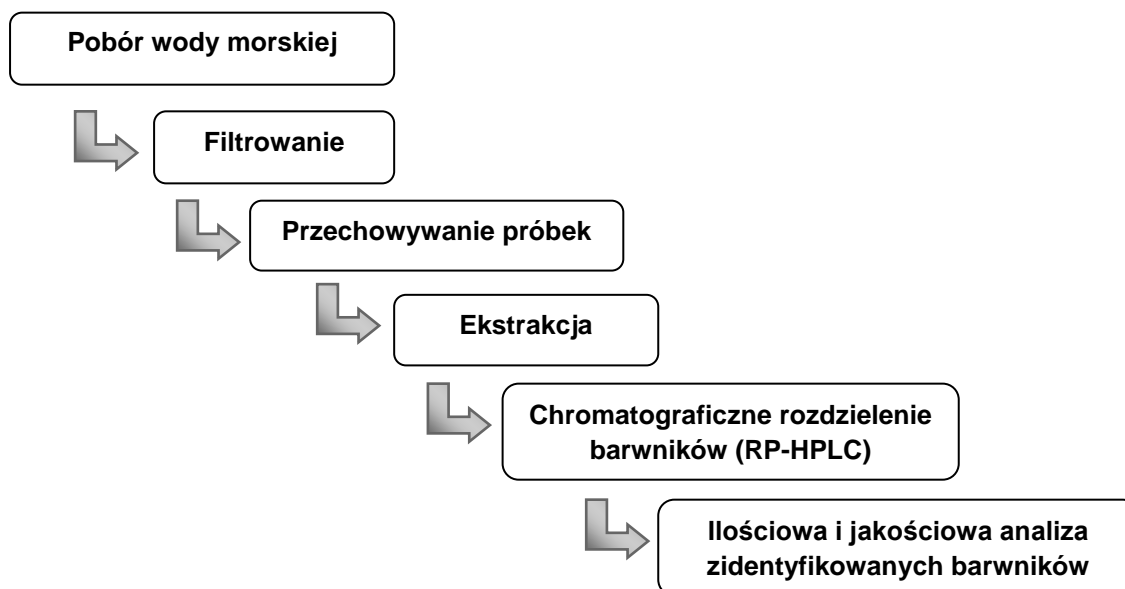 Pobór wody morskiej
Filtrowanie
Przechowywanie próbek
Ekstrakcja
Chromatograficzne rozdzielenie
barwników (RP-HPLC)
Ilościowa i jakościowa analiza
zidentyfikowanych barwników